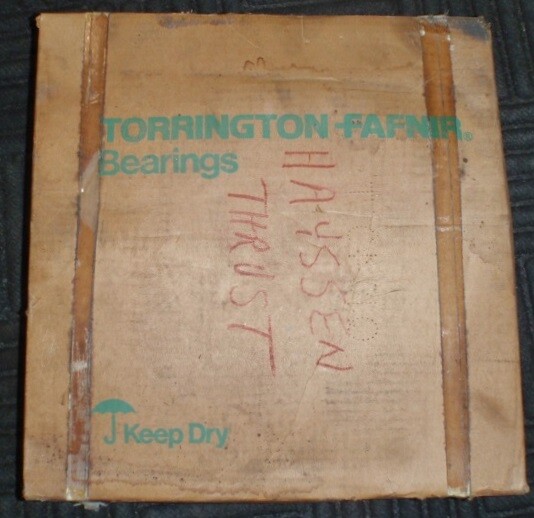 TORRINGTON-FAFNIR®
Bearings
HAYSSEN
THRUST
Keep Dry